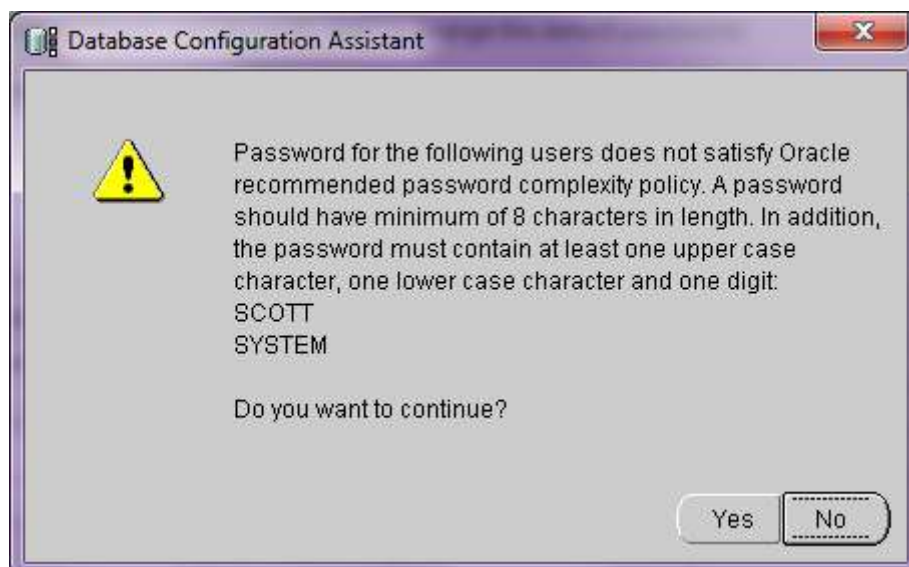 Database Configuration Assistant
Password for the following users does not satisfy Oracle
recommended password complexity policy. A password
should have minimum of 8 characters in length. In addition,
the password must contain at least one upper case
character, one lower case character and one digit:
SCOTT
SYSTEM
Do you want to continue?
Yes No